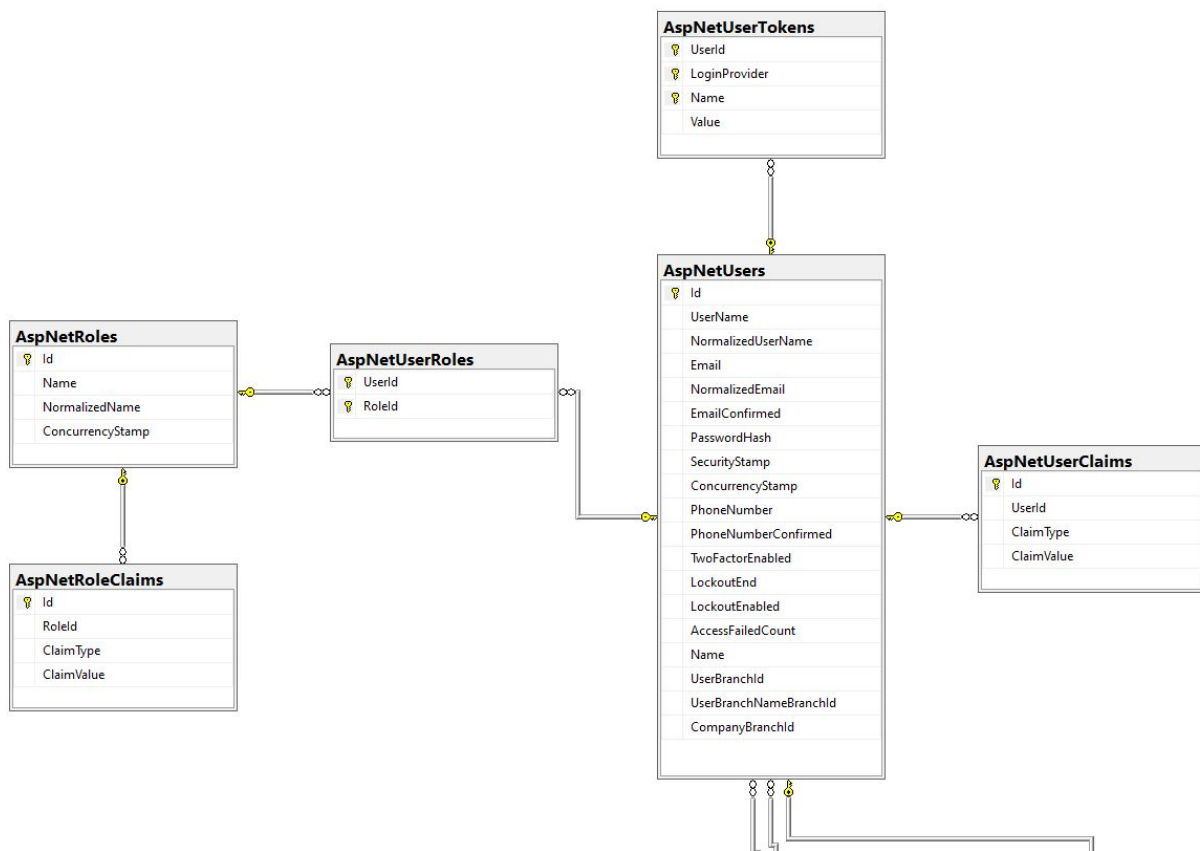 AspNetUserTokens
UserId
LoginProvider
Name
Value
AspNetUsers
Id
UserName
NormalizedUserName
Email
NormalizedEmail
EmailConfirmed
PasswordHash
SecurityStamp
ConcurrencyStamp
PhoneNumber
PhoneNumberConfirmed
TwoFactorEnabled
LockoutEnd
LockoutEnabled
AccessFailedCount
Name
UserBranchId
UserBranchNameBranchId
CompanyBranchId
AspNetRoles
Id
Name
NormalizedName
ConcurrencyStamp
AspNetUserRoles
UserId
RoleId
AspNetUserClaims
Id
UserId
ClaimType
ClaimValue
AspNetRoleClaims
Id
RoleId
ClaimType
ClaimValue